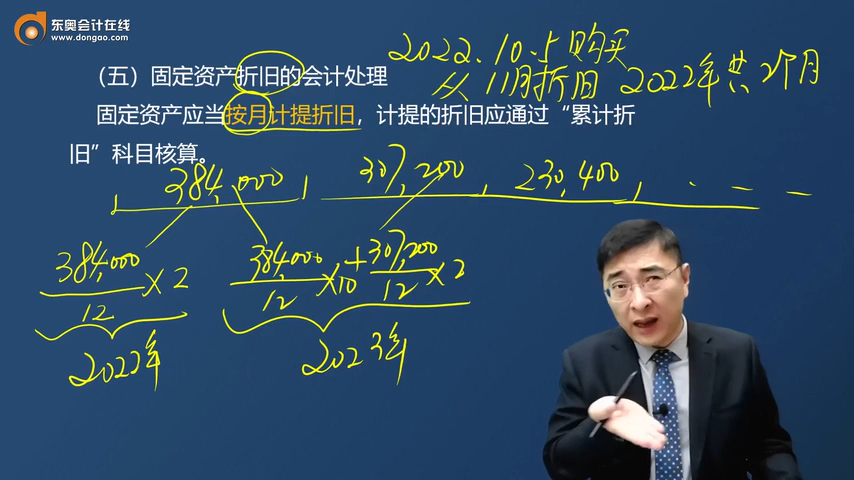 东奥会计在线
www.dongao.com
2022.10.5购买
从11月折旧 2022年共2个月
（五）固定资产折旧的会计处理
固定资产应当按月计提折旧，计提的折旧应通过“累计折
旧”科目核算。
384,000 307,200 230,400
384,000/12 ×2 384,000/12 ×10 + 307,200/12 ×2
2022年 2023年